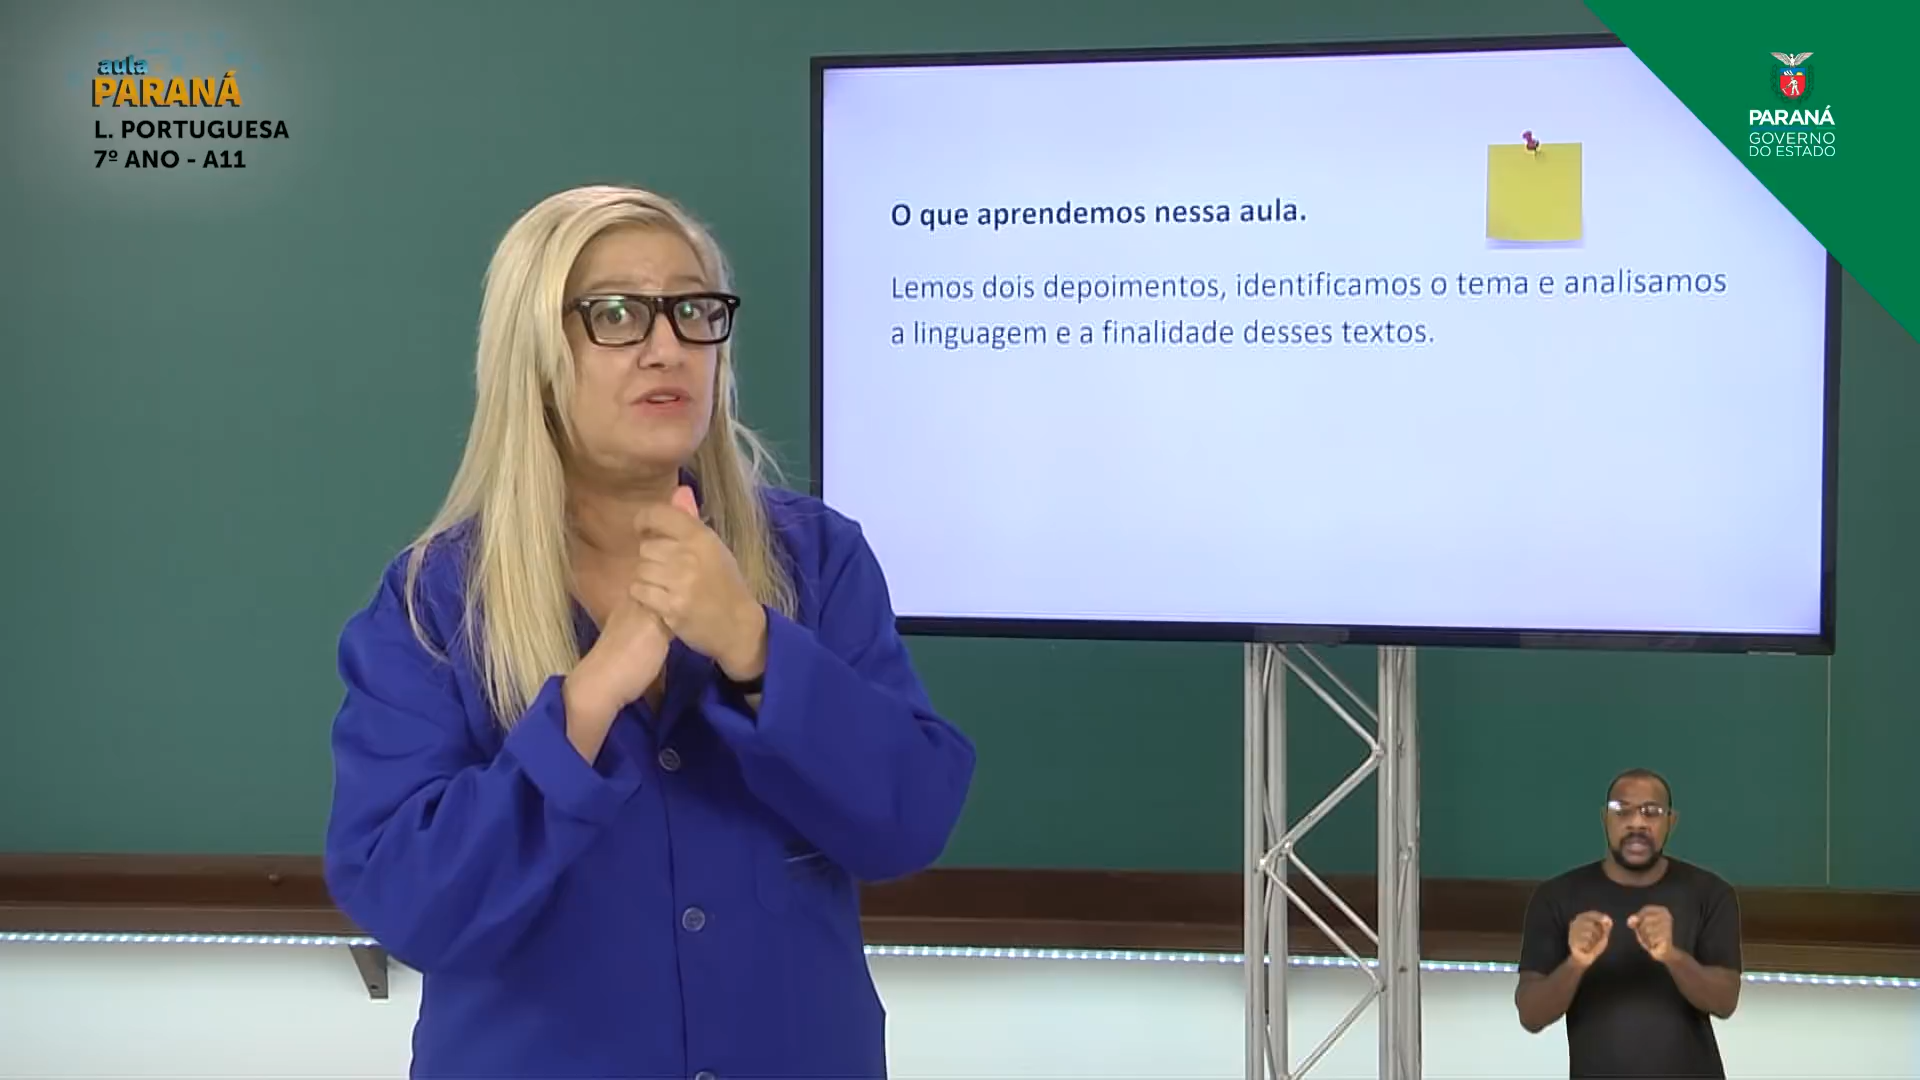 aula
PARANÁ
L. PORTUGUESA
7º ANO - A11
O que aprendemos nessa aula.
Lemos dois depoimentos, identificamos o tema e analisamos
a linguagem e a finalidade desses textos.
PARANÁ
GOVERNO
DO ESTADO